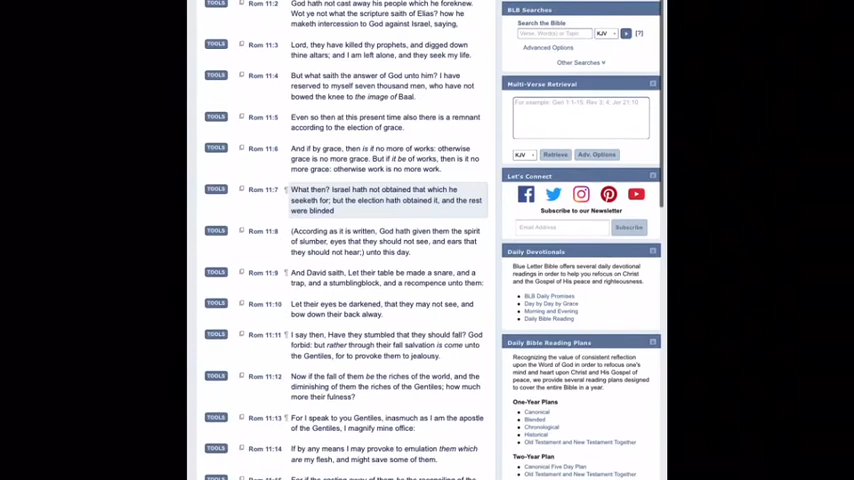 TOOLS Rom 11:2 God hath not cast away his people which he foreknew.
Wot ye not what the scripture saith of Elias? how he
maketh intercession to God against Israel, saying,
TOOLS Rom 11:3 Lord, they have killed thy prophets, and digged down
thine altars; and I am left alone, and they seek my life.
TOOLS Rom 11:4 But what saith the answer of God unto him? I have
reserved to myself seven thousand men, who have not
bowed the knee to the image of Baal.
TOOLS Rom 11:5 Even so then at this present time also there is a remnant
according to the election of grace.
TOOLS Rom 11:6 And if by grace, then is it no more of works: otherwise
grace is no more grace. But if it be of works, then is it no
more grace: otherwise work is no more work.
TOOLS Rom 11:7 ¶ What then? Israel hath not obtained that which he
seeketh for; but the election hath obtained it, and the rest
were blinded
TOOLS Rom 11:8 (According as it is written, God hath given them the spirit
of slumber, eyes that they should not see, and ears that
they should not hear;) unto this day.
TOOLS Rom 11:9 ¶ And David saith, Let their table be made a snare, and a
trap, and a stumblingblock, and a recompence unto them:
TOOLS Rom 11:10 Let their eyes be darkened, that they may not see, and
bow down their back alway.
TOOLS Rom 11:11 ¶ I say then, Have they stumbled that they should fall? God
forbid: but rather through their fall salvation is come unto
the Gentiles, for to provoke them to jealousy.
TOOLS Rom 11:12 Now if the fall of them be the riches of the world, and the
diminishing of them the riches of the Gentiles; how much
more their fulness?
TOOLS Rom 11:13 ¶ For I speak to you Gentiles, inasmuch as I am the apostle
of the Gentiles, I magnify mine office:
TOOLS Rom 11:14 If by any means I may provoke to emulation them which
are my flesh, and might save some of them.
BLB Searches
Search the Bible
Verse, Word(s) or Topic KJV [?]
Advanced Options
Other Searches
Multi-Verse Retrieval
For example: Gen 1:1-15; Rev 2: 4; Jer 21:10
KJV Retrieve Adv. Options
Let's Connect
Subscribe to our Newsletter
Email Address Subscribe
Daily Devotionals
Blue Letter Bible offers several daily devotional
readings in order to help you refocus on Christ
and the Gospel of His peace and righteousness.
BLB Daily Promises
Day by Day by Grace
Morning and Evening
Daily Bible Reading
Daily Bible Reading Plans
Recognizing the value of consistent reflection
upon the Word of God in order to refocus one's
mind and heart upon Christ and His Gospel of
peace, we provide several reading plans designed
to cover the entire Bible in a year.
One-Year Plans
Canonical
Blended
Chronological
Historical
Old Testament and New Testament Together
Two-Year Plan
Canonical Five Day Plan
Old Testament and New Testament Together